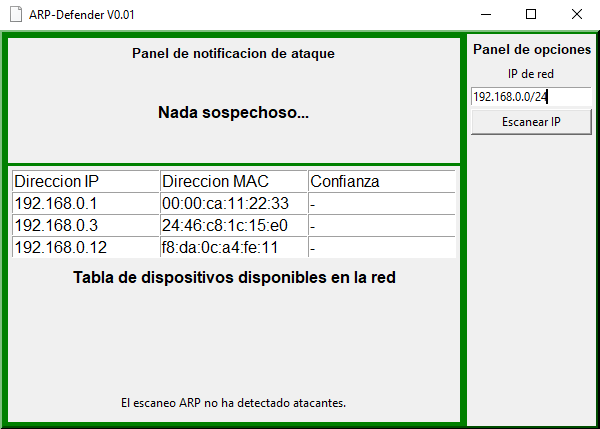 ARP-Defender V0.01
Panel de notificacion de ataque
Nada sospechoso...
Direccion IP Direccion MAC Confianza
192.168.0.1 00:00:ca:11:22:33 -
192.168.0.3 24:46:c8:1c:15:e0 -
192.168.0.12 f8:da:0c:a4:fe:11 -
Tabla de dispositivos disponibles en la red
El escaneo ARP no ha detectado atacantes.
Panel de opciones
IP de red
192.168.0.0/24
Escanear IP